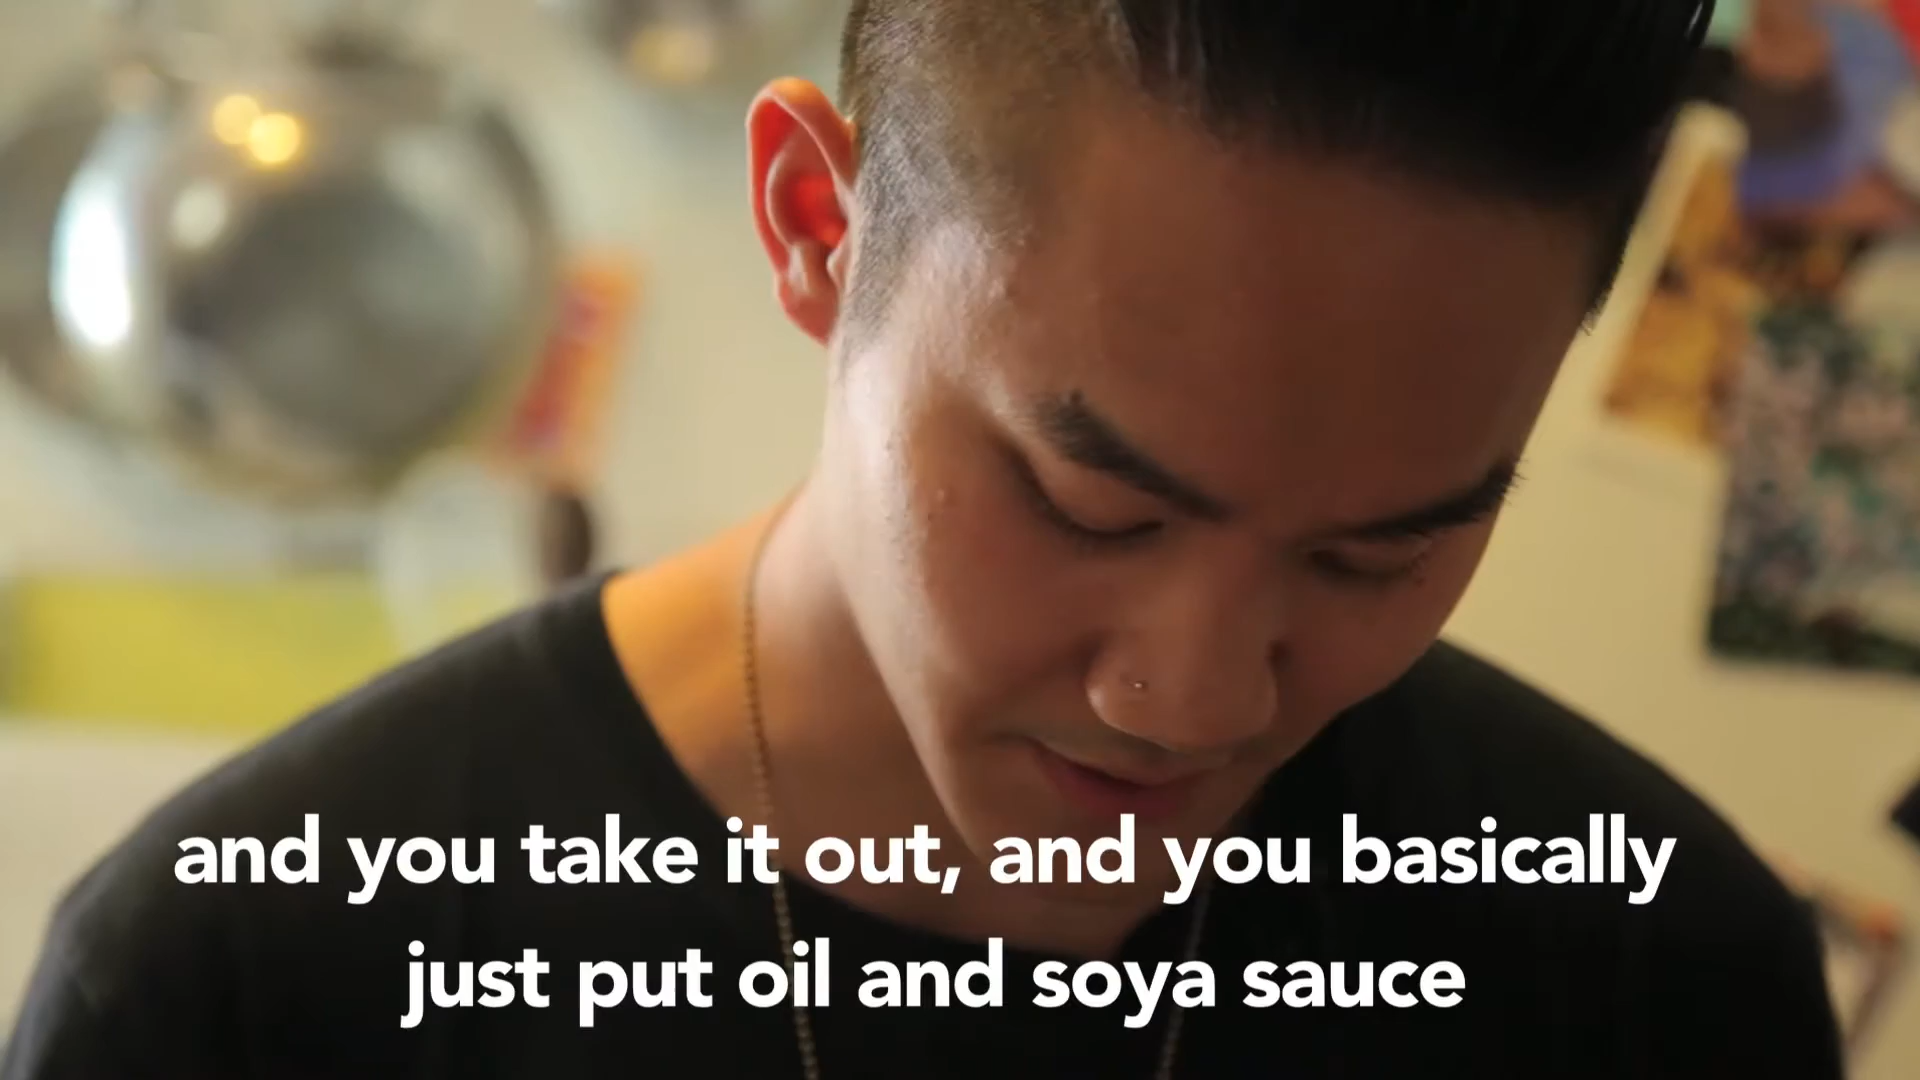 and you take it out, and you basically
just put oil and soya sauce